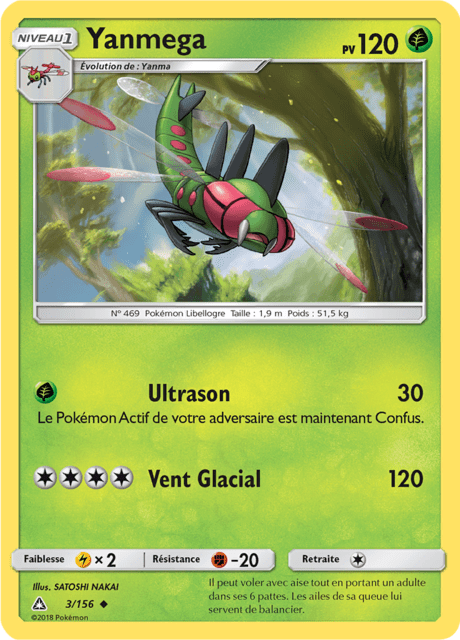 NIVEAU 1 Yanmega PV 120
Évolution de : Yanma
N° 469 Pokémon Libellogre Taille : 1,9 m Poids : 51,5 kg
Ultrason 30
Le Pokémon Actif de votre adversaire est maintenant Confus.
Vent Glacial 120
Faiblesse × 2 Résistance -20 Retraite
Illus. SATOSHI NAKAI
3/156
©2018 Pokémon
Il peut voler avec aise tout en portant un adulte
dans ses 6 pattes. Les ailes de sa queue lui
servent de balancier.